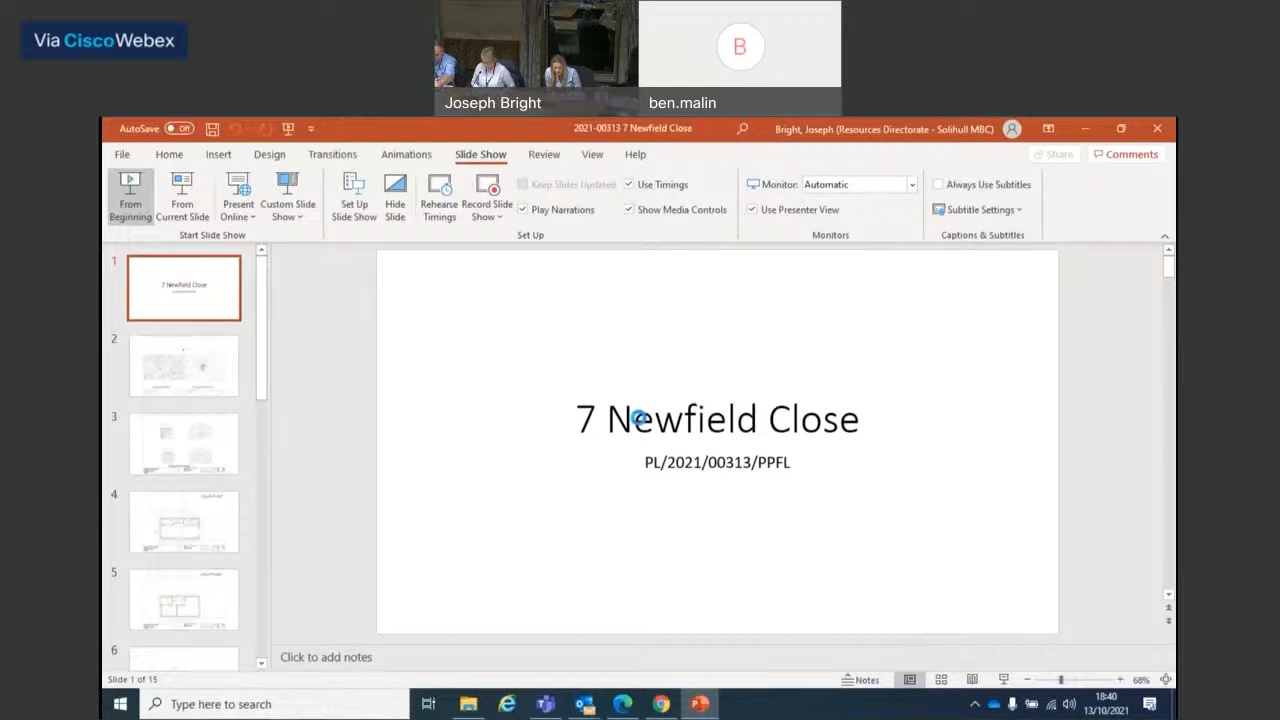 Via CiscoWebex
Joseph Bright
B
ben.malin
AutoSave Off
2021-00313 7 Newfield Close
Bright, Joseph (Resources Directorate - Solihull MBC)
File Home Insert Design Transitions Animations Slide Show Review View Help
Share Comments
From Beginning
From Current Slide
Present Online
Custom Slide Show
Start Slide Show
Set Up Slide Show
Hide Slide
Rehearse Timings
Record Slide Show
Keep Slides Updated
Use Timings
Play Narrations
Show Media Controls
Set Up
Monitor: Automatic
Use Presenter View
Monitors
Always Use Subtitles
Subtitle Settings
Captions & Subtitles
1
7 Newfield Close
2
3
4
5
6
7 Newfield Close
PL/2021/00313/PPFL
Click to add notes
Slide 1 of 15
Notes
68%
Type here to search
18:40
13/10/2021